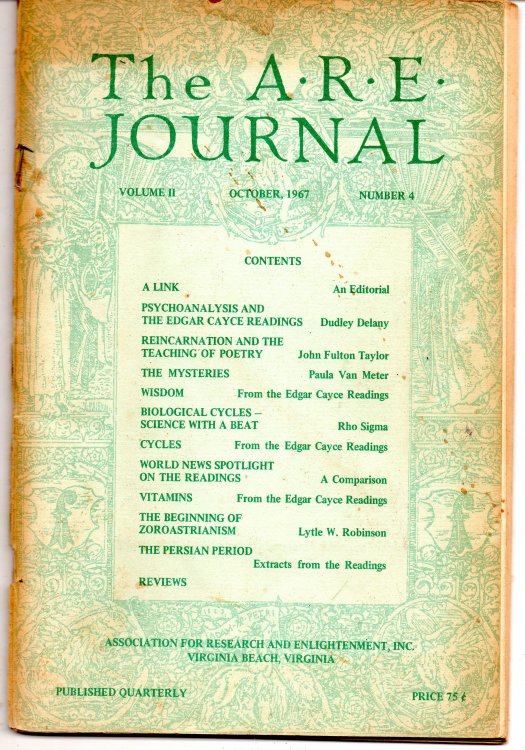 The A·R·E·
JOURNAL
VOLUME II OCTOBER, 1967 NUMBER 4
CONTENTS
A LINK An Editorial
PSYCHOANALYSIS AND
THE EDGAR CAYCE READINGS Dudley Delany
REINCARNATION AND THE
TEACHING OF POETRY John Fulton Taylor
THE MYSTERIES Paula Van Meter
WISDOM From the Edgar Cayce Readings
BIOLOGICAL CYCLES –
SCIENCE WITH A BEAT Rho Sigma
CYCLES From the Edgar Cayce Readings
WORLD NEWS SPOTLIGHT
ON THE READINGS A Comparison
VITAMINS From the Edgar Cayce Readings
THE BEGINNING OF
ZOROASTRIANISM Lytle W. Robinson
THE PERSIAN PERIOD
Extracts from the Readings
REVIEWS
ASSOCIATION FOR RESEARCH AND ENLIGHTENMENT, INC.
VIRGINIA BEACH, VIRGINIA
PUBLISHED QUARTERLY PRICE 75 ¢